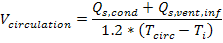 V_circulation = (Q_s,cond + Q_s,vent,inf) / (1.2 * (T_circ − T_i))